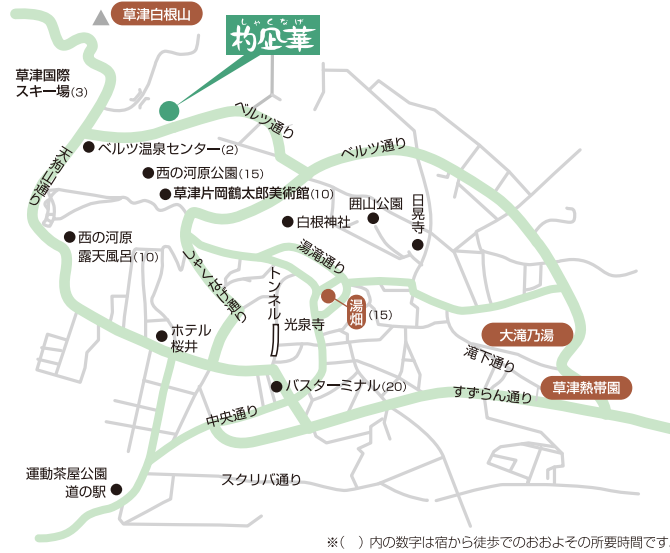 草津白根山
しゃくなげ
杓凪華
草津国際
スキー場(3)
ベルツ通り
ベルツ通り
天狗山通り
ベルツ温泉センター(2)
西の河原公園(15)
草津片岡鶴太郎美術館(10)
囲山公園
日晃寺
白根神社
西の河原
露天風呂(10)
湯滝通り
しゃくなげ通り
トンネル
湯畑
(15)
光泉寺
ホテル
桜井
大滝乃湯
滝下通り
草津熱帯園
バスターミナル(20)
すずらん通り
中央通り
運動茶屋公園
道の駅
スクリバ通り
※(　)内の数字は宿から徒歩でのおおよその所要時間です。